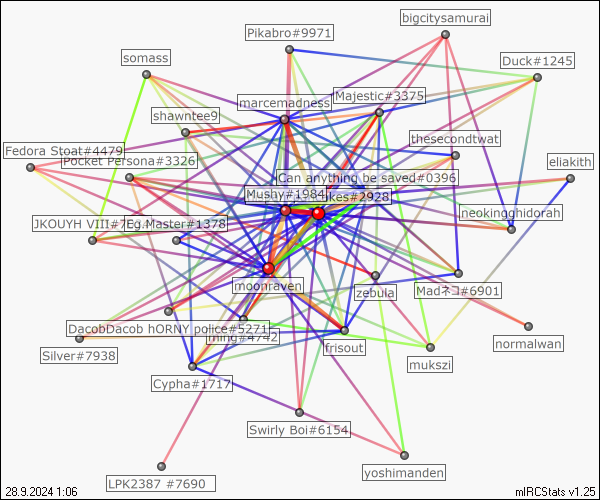 bigcitysamurai
Pikabro#9971
somass
Duck#1245
Majestic#3375
marcemadness
shawntee9
thesecondtwat
Fedora Stoat#4479
Pocket Persona#3326
eliakith
Can anything be saved#0396
Mushy#1984
ikes#2928
neokingghidorah
JKOUYH VIII#7
Eg.Master#1378
moonraven
zebula
Madネコ#6901
DacobDacob hORNY police#5271
ming#4742
normalwan
Silver#7938
frisout
mukszi
Cypha#1717
Swirly Boi#6154
yoshimanden
LPK2387 #7690
28.9.2024 1:06
mIRCStats v1.25